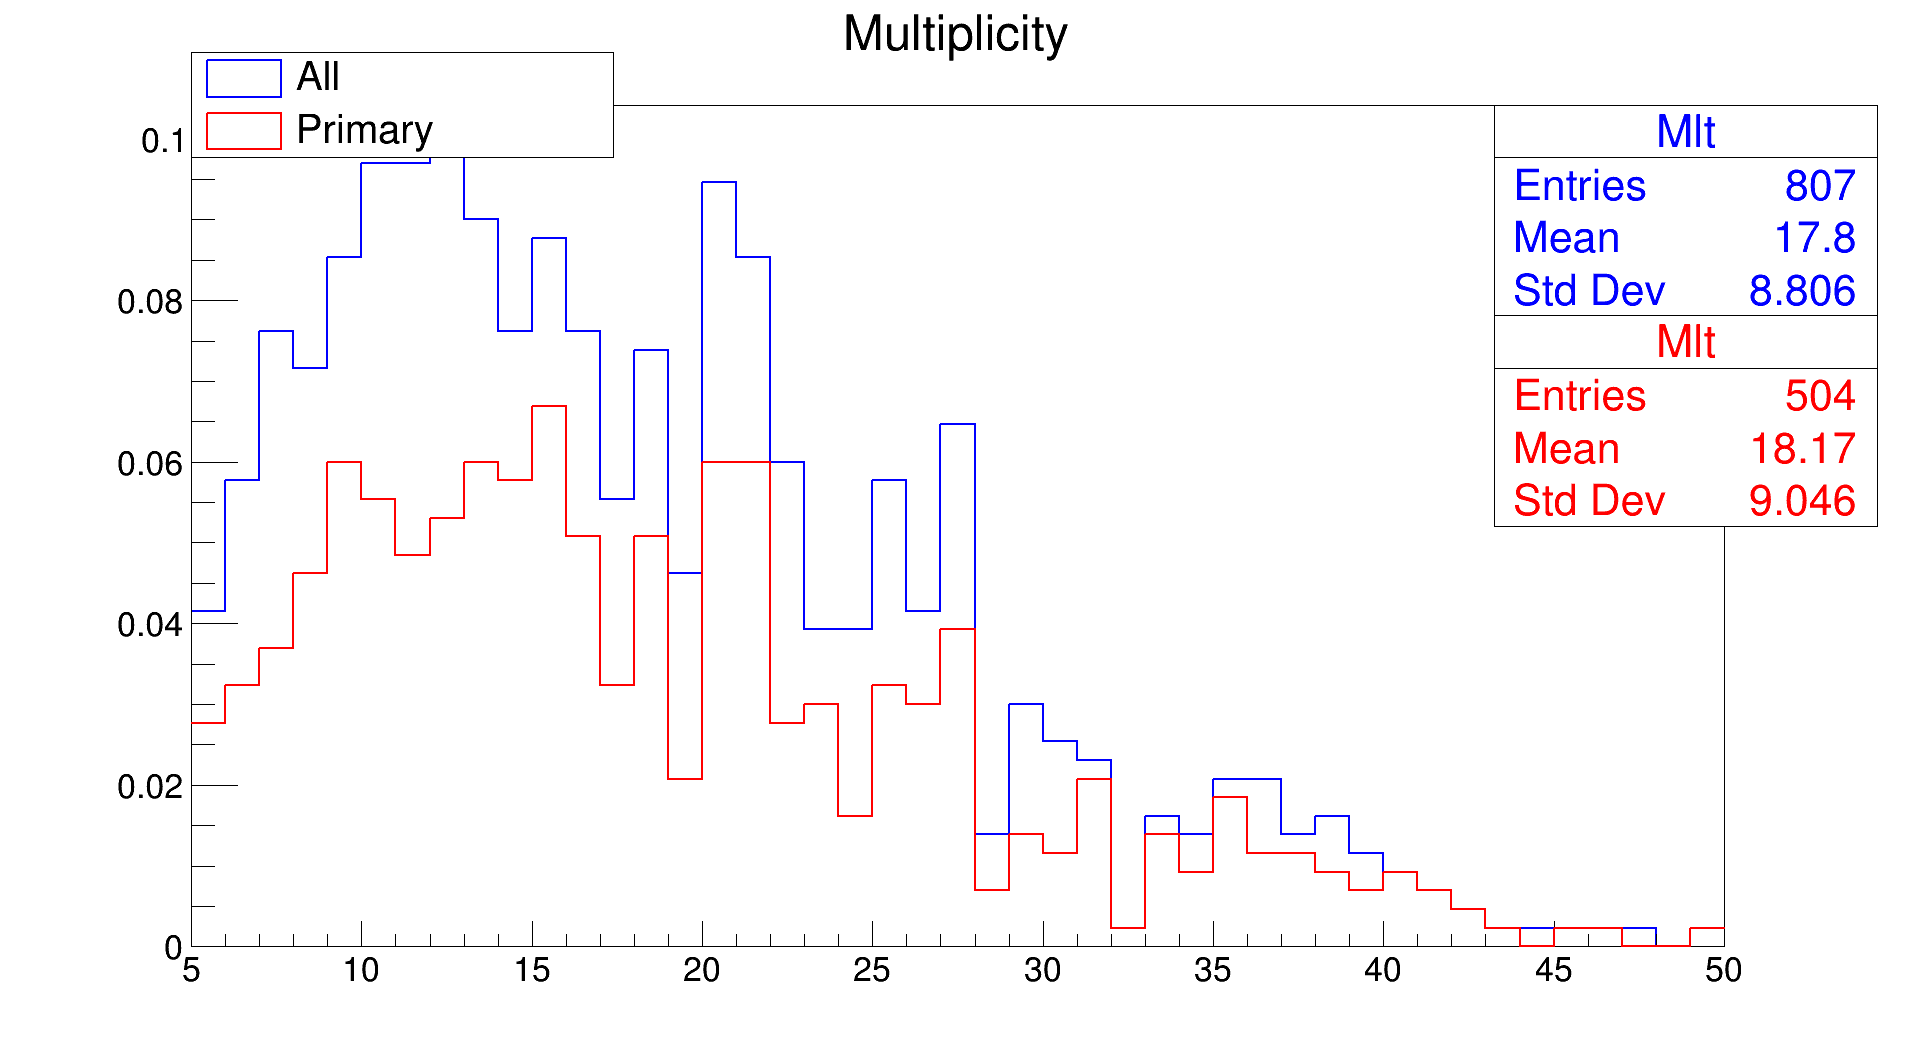 Multiplicity
All
Primary
Mlt
Entries 807
Mean 17.8
Std Dev 8.806
Mlt
Entries 504
Mean 18.17
Std Dev 9.046
0.1
0.08
0.06
0.04
0.02
0
5 10 15 20 25 30 35 40 45 50